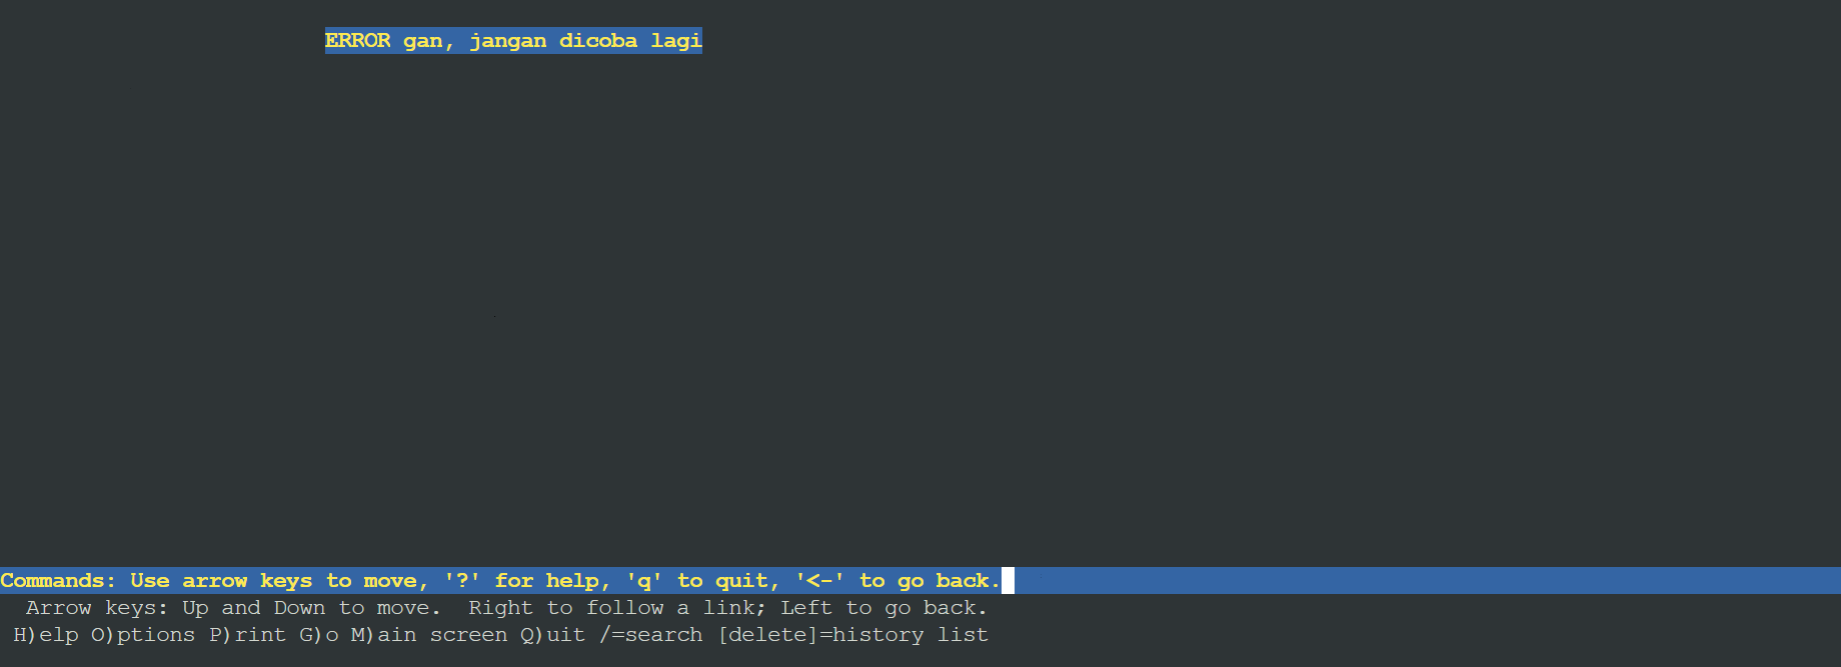 ERROR gan, jangan dicoba lagi
Commands: Use arrow keys to move, '?' for help, 'q' to quit, '<-' to go back.
Arrow keys: Up and Down to move.  Right to follow a link; Left to go back.
H)elp O)ptions P)rint G)o M)ain screen Q)uit /=search [delete]=history list